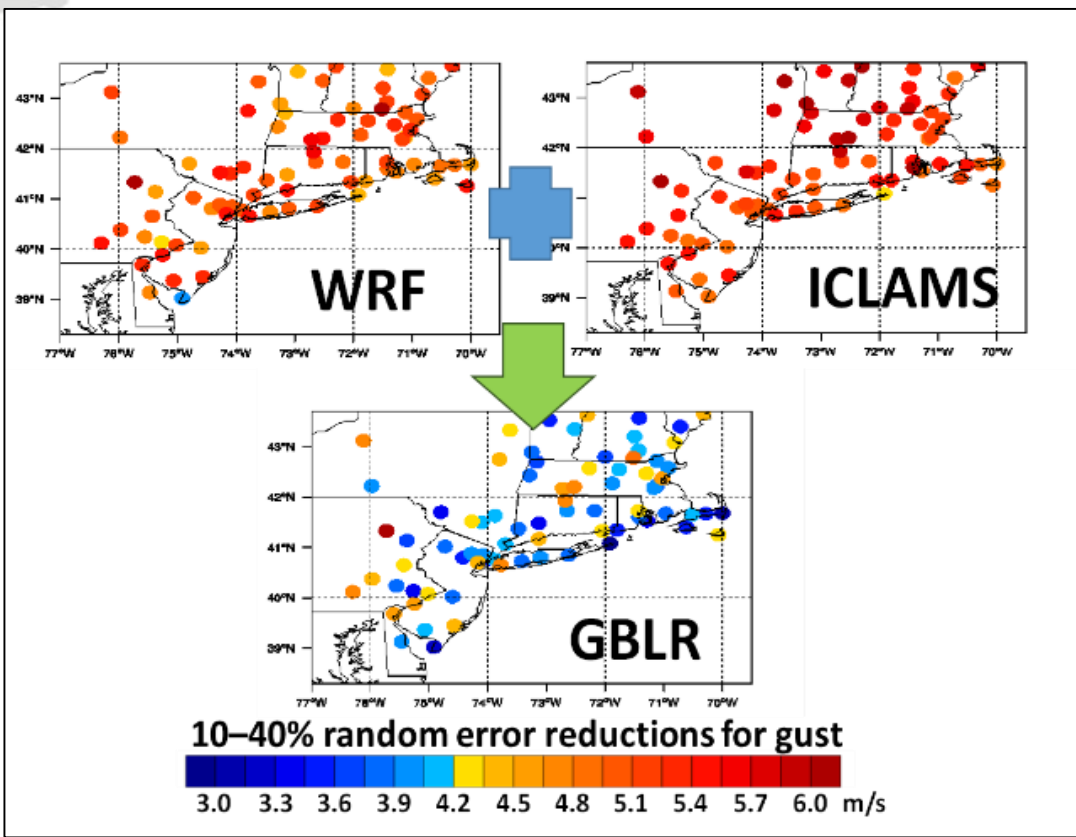 43°N
42°N
41°N
40°N
39°N
WRF
77°W 76°W 75°W 74°W 73°W 72°W 71°W 70°W
43°N
42°N
41°N
40°N
39°N
ICLAMS
77°W 76°W 75°W 74°W 73°W 72°W 71°W 70°W
43°N
42°N
41°N
40°N
39°N
GBLR
77°W 76°W 75°W 74°W 73°W 72°W 71°W 70°W
10–40% random error reductions for gust
3.0 3.3 3.6 3.9 4.2 4.5 4.8 5.1 5.4 5.7 6.0 m/s